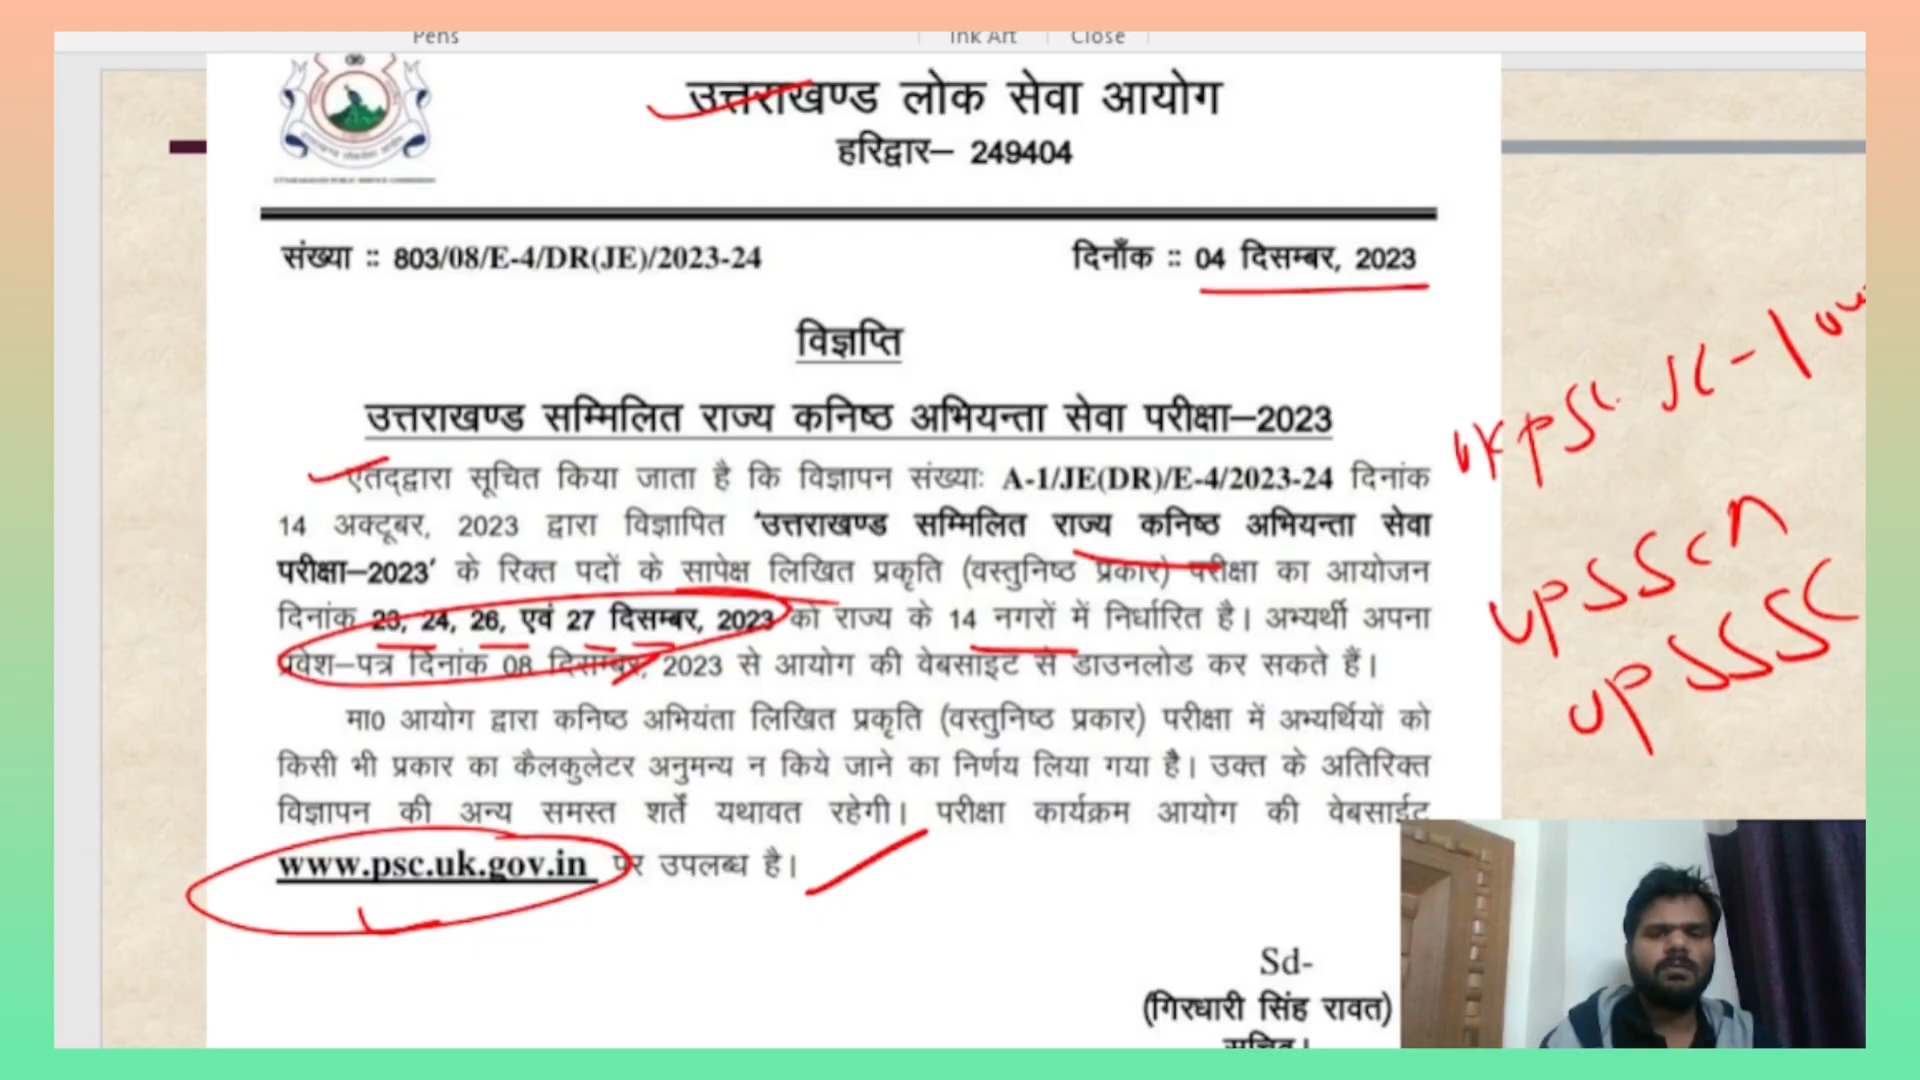 Pens Ink Art Close
उत्तराखण्ड लोक सेवा आयोग
हरिद्वार– 249404
संख्या :: 803/08/E-4/DR(JE)/2023-24 दिनाँक :: 04 दिसम्बर, 2023
विज्ञप्ति
उत्तराखण्ड सम्मिलित राज्य कनिष्ठ अभियन्ता सेवा परीक्षा–2023
एतद्द्वारा सूचित किया जाता है कि विज्ञापन संख्याः A-1/JE(DR)/E-4/2023-24 दिनांक
14 अक्टूबर, 2023 द्वारा विज्ञापित 'उत्तराखण्ड सम्मिलित राज्य कनिष्ठ अभियन्ता सेवा
परीक्षा–2023' के रिक्त पदों के सापेक्ष लिखित प्रकृति (वस्तुनिष्ठ प्रकार) परीक्षा का आयोजन
दिनांक 23, 24, 26, एवं 27 दिसम्बर, 2023 को राज्य के 14 नगरों में निर्धारित है। अभ्यर्थी अपना
प्रवेश–पत्र दिनांक 08 दिसम्बर, 2023 से आयोग की वेबसाइट से डाउनलोड कर सकते हैं।
मा0 आयोग द्वारा कनिष्ठ अभियंता लिखित प्रकृति (वस्तुनिष्ठ प्रकार) परीक्षा में अभ्यर्थियों को
किसी भी प्रकार का कैलकुलेटर अनुमन्य न किये जाने का निर्णय लिया गया है। उक्त के अतिरिक्त
विज्ञापन की अन्य समस्त शर्तें यथावत रहेगी। परीक्षा कार्यक्रम आयोग की वेबसाईट
www.psc.uk.gov.in पर उपलब्ध है।
Sd-
(गिरधारी सिंह रावत)
सचिव।
UKPSC
UPSSSC